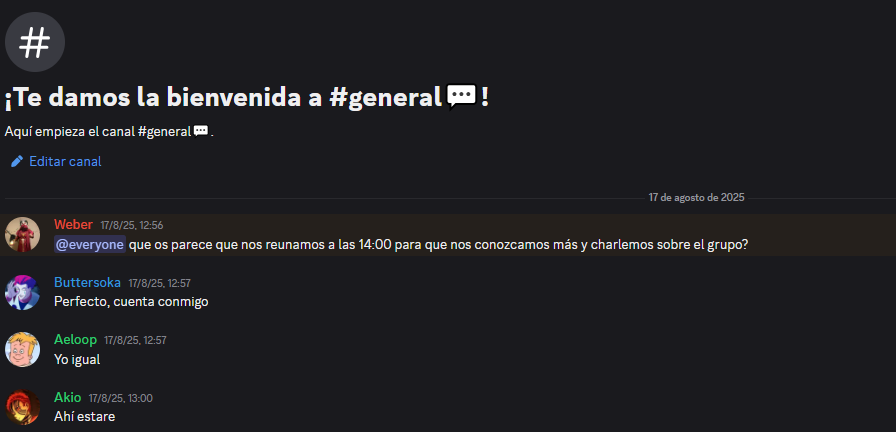 ¡Te damos la bienvenida a #general💬!
Aquí empieza el canal #general💬.
Editar canal
17 de agosto de 2025
Weber 17/8/25, 12:56
@everyone que os parece que nos reunamos a las 14:00 para que nos conozcamos más y charlemos sobre el grupo?
Buttersoka 17/8/25, 12:57
Perfecto, cuenta conmigo
Aeloop 17/8/25, 12:57
Yo igual
Akio 17/8/25, 13:00
Ahí estare